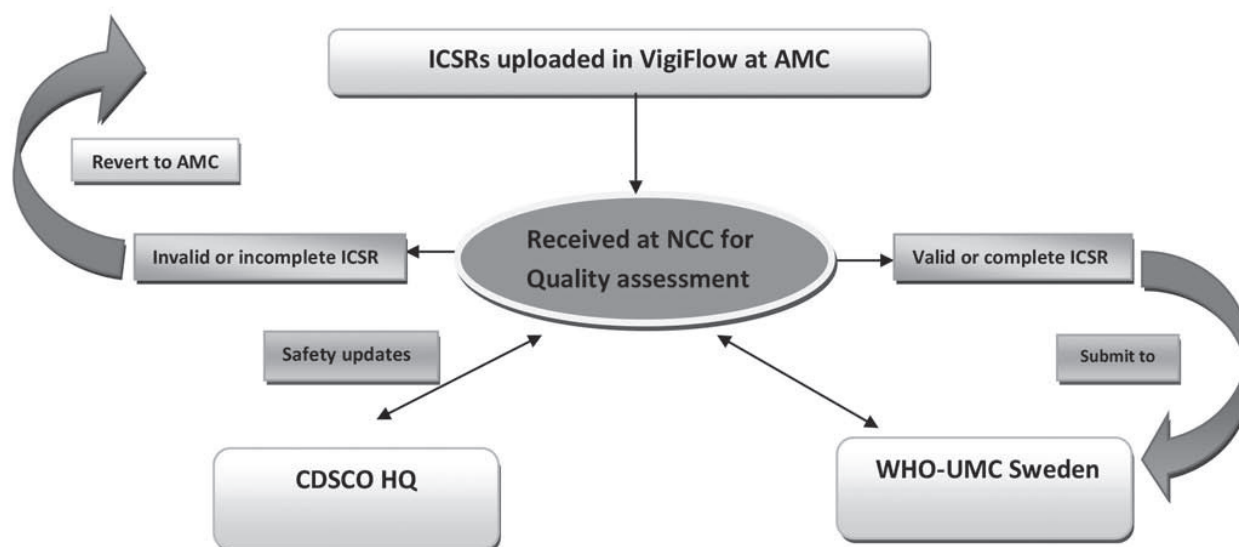 ICSRs uploaded in VigiFlow at AMC
Revert to AMC
Received at NCC for
Quality assessment
Invalid or incomplete ICSR
Valid or complete ICSR
Safety updates
Submit to
CDSCO HQ
WHO-UMC Sweden